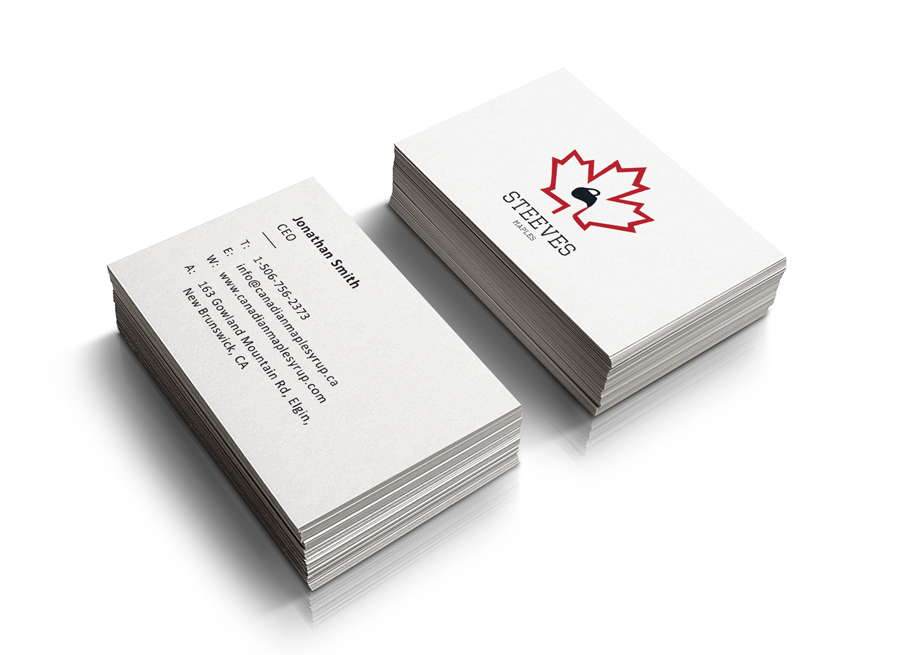 Jonathan Smith
CEO
T: 1-506-756-2373
E: info@canadianmaplesyrup.ca
W: www.canadianmaplesyrup.com
A: 163 Gowland Mountain Rd, Elgin,
New Brunswick, CA
STEEVES
MAPLES